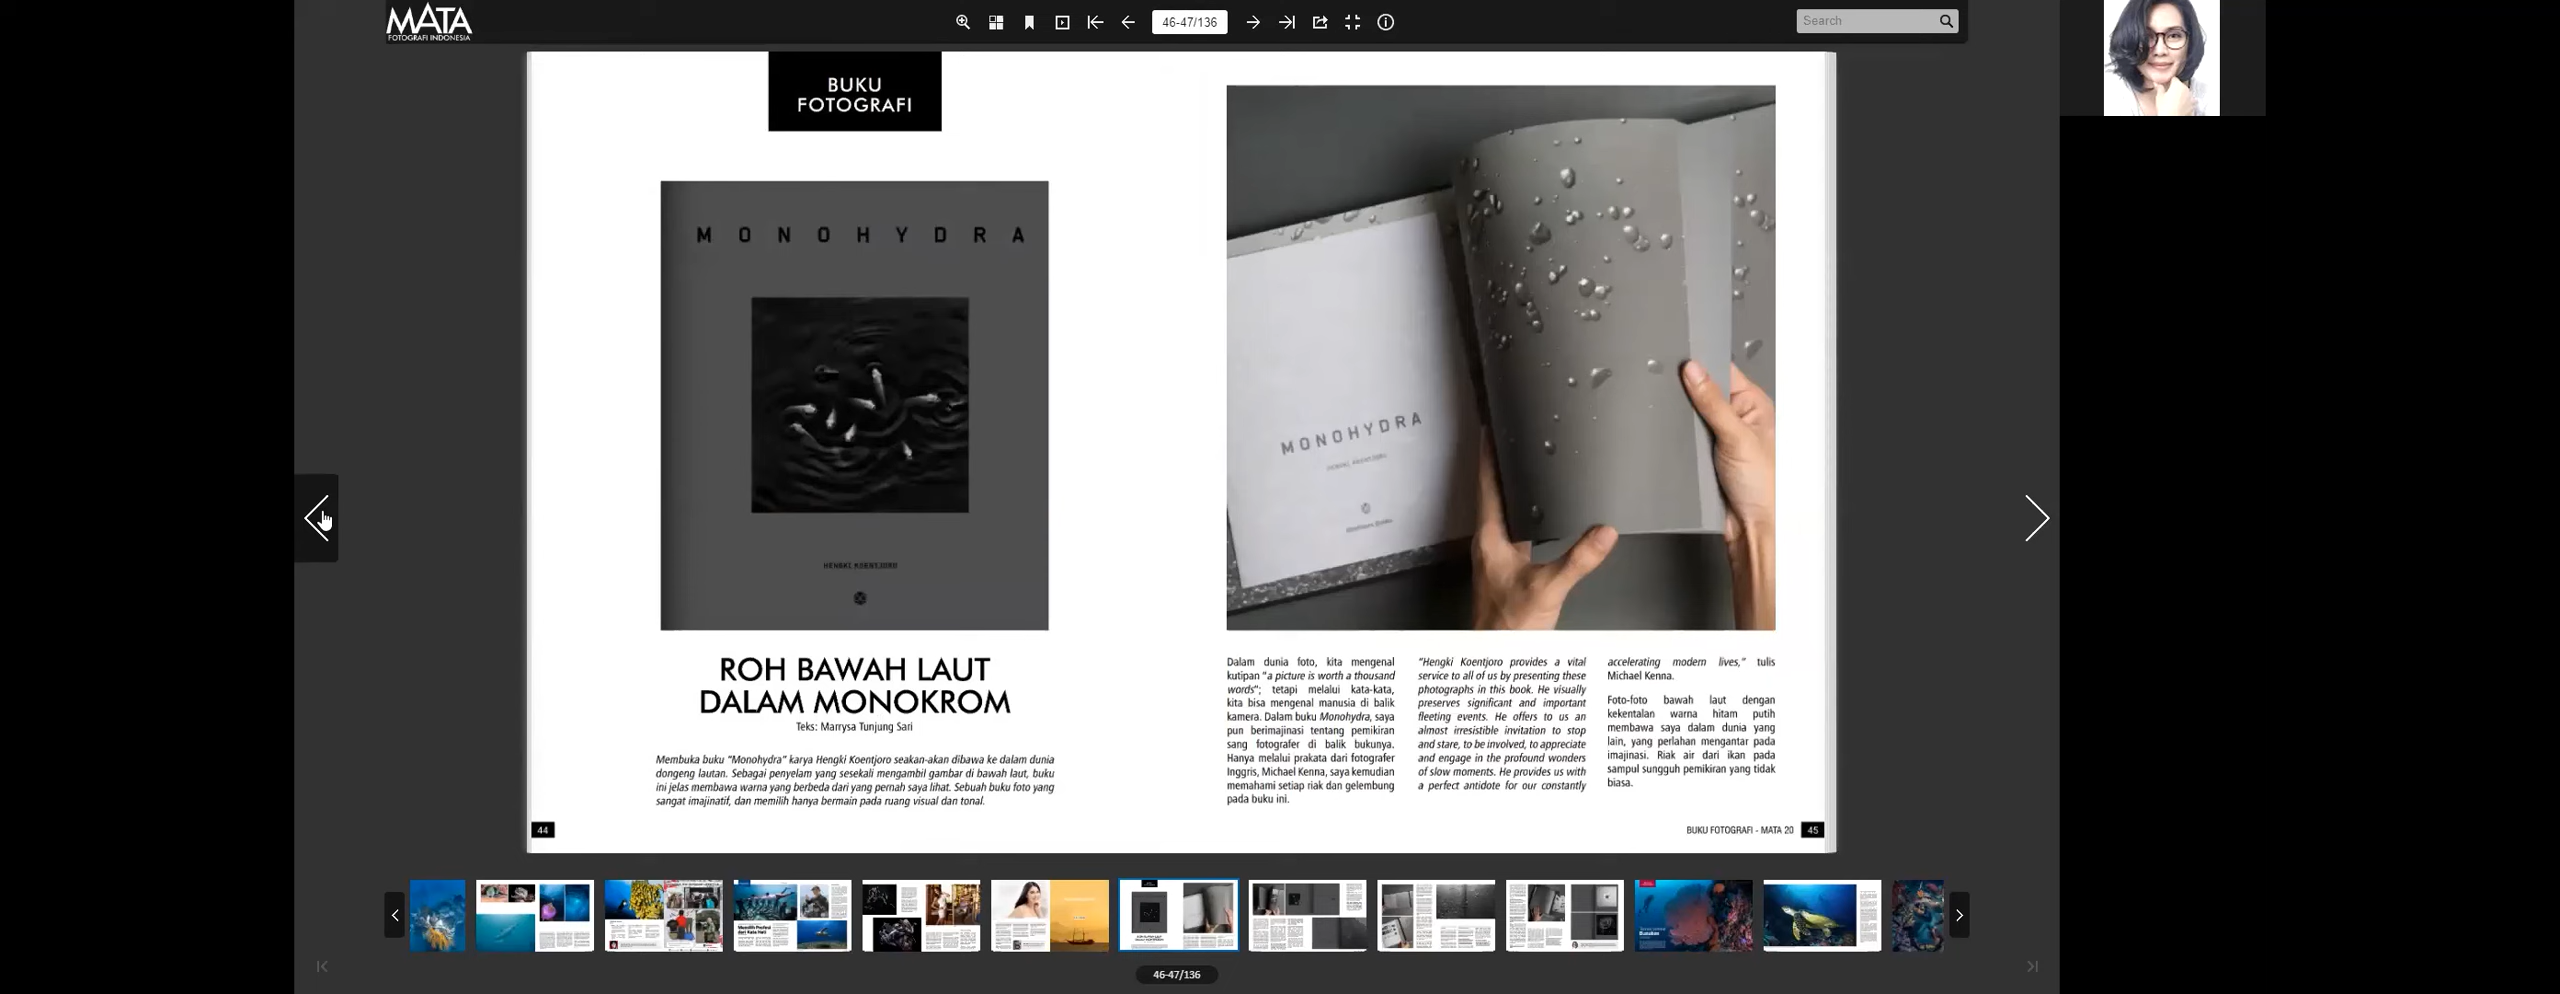 MATA
FOTOGRAFI INDONESIA
46-47/136
Search
BUKU
FOTOGRAFI
MONOHYDRA
HENGKI KOENTJORO
ROH BAWAH LAUT
DALAM MONOKROM
Teks: Marrysa Tunjung Sari
Membuka buku “Monohydra” karya Hengki Koentjoro seakan-akan dibawa ke dalam dunia
dongeng lautan. Sebagai penyelam yang sesekali mengambil gambar di bawah laut, buku
ini jelas membawa warna yang berbeda dari yang pernah saya lihat. Sebuah buku foto yang
sangat imajinatif, dan memilih hanya bermain pada ruang visual dan tonal.
44
MONOHYDRA
HENGKI KOENTJORO
Dalam dunia foto, kita mengenal
kutipan “a picture is worth a thousand
words”; tetapi melalui kata-kata,
kita bisa mengenal manusia di balik
kamera. Dalam buku Monohydra, saya
pun berimajinasi tentang pemikiran
sang fotografer di balik bukunya.
Hanya melalui prakata dari fotografer
Inggris, Michael Kenna, saya kemudian
memahami setiap riak dan gelembung
pada buku ini.
“Hengki Koentjoro provides a vital
service to all of us by presenting these
photographs in this book. He visually
preserves significant and important
fleeting events. He offers to us an
almost irresistible invitation to stop
and stare, to be involved, to appreciate
and engage in the profound wonders
of slow moments. He provides us with
a perfect antidote for our constantly
accelerating modern lives,” tulis
Michael Kenna.
Foto-foto bawah laut dengan
kekentalan warna hitam putih
membawa saya dalam dunia yang
lain, yang perlahan mengantar pada
imajinasi. Riak air dari ikan pada
sampul sungguh pemikiran yang tidak
biasa.
BUKU FOTOGRAFI - MATA 20 45
46-47/136